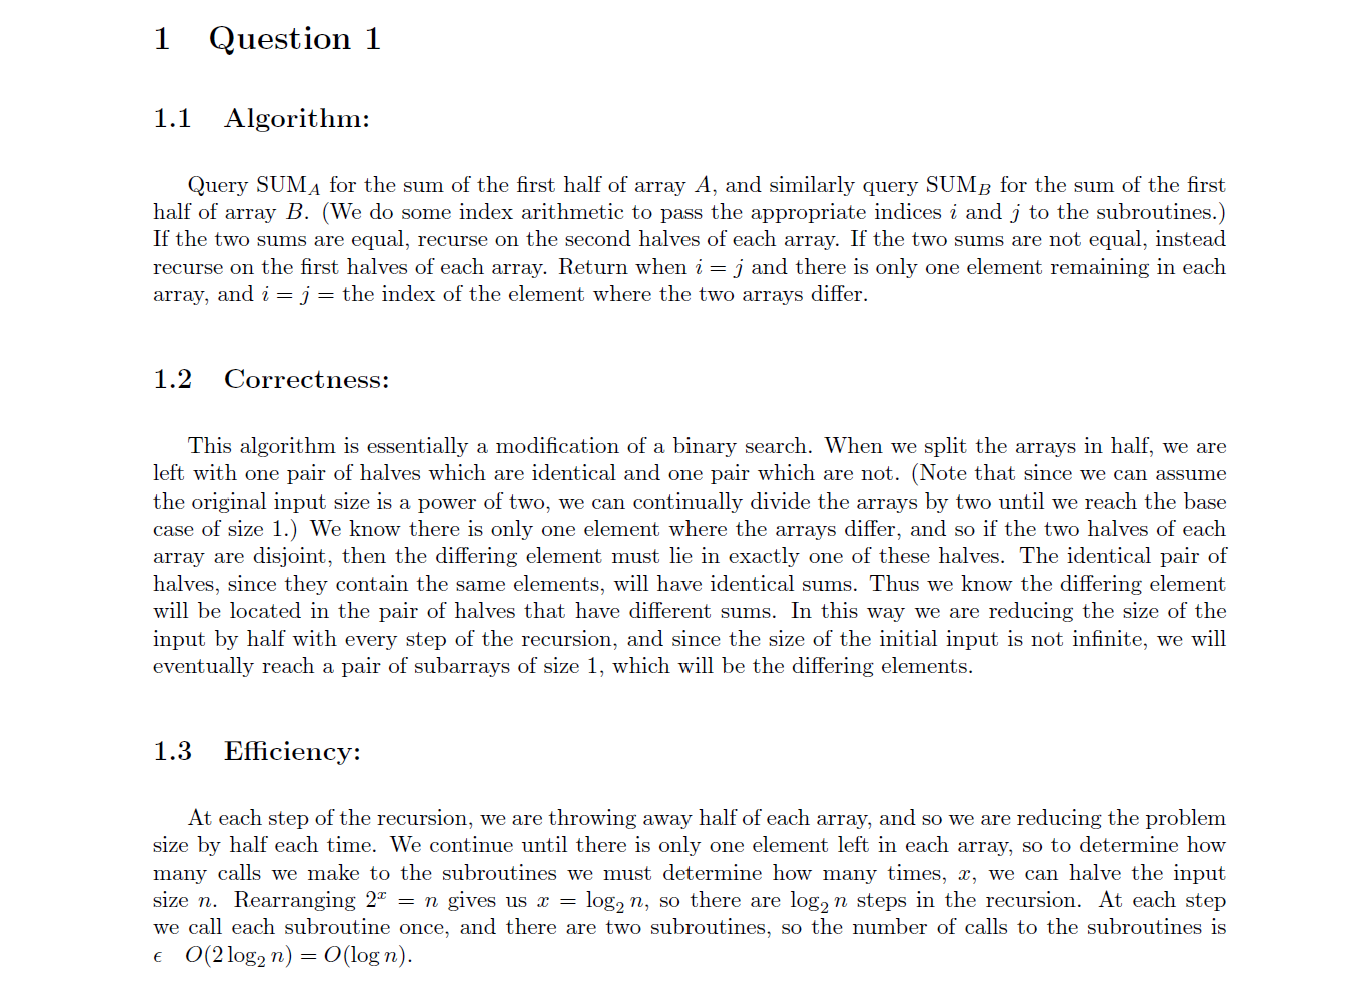 1 Question 1
1.1 Algorithm:
Query SUM_A for the sum of the first half of array A, and similarly query SUM_B for the sum of the first
half of array B. (We do some index arithmetic to pass the appropriate indices i and j to the subroutines.)
If the two sums are equal, recurse on the second halves of each array. If the two sums are not equal, instead
recurse on the first halves of each array. Return when i = j and there is only one element remaining in each
array, and i = j = the index of the element where the two arrays differ.
1.2 Correctness:
This algorithm is essentially a modification of a binary search. When we split the arrays in half, we are
left with one pair of halves which are identical and one pair which are not. (Note that since we can assume
the original input size is a power of two, we can continually divide the arrays by two until we reach the base
case of size 1.) We know there is only one element where the arrays differ, and so if the two halves of each
array are disjoint, then the differing element must lie in exactly one of these halves. The identical pair of
halves, since they contain the same elements, will have identical sums. Thus we know the differing element
will be located in the pair of halves that have different sums. In this way we are reducing the size of the
input by half with every step of the recursion, and since the size of the initial input is not infinite, we will
eventually reach a pair of subarrays of size 1, which will be the differing elements.
1.3 Efficiency:
At each step of the recursion, we are throwing away half of each array, and so we are reducing the problem
size by half each time. We continue until there is only one element left in each array, so to determine how
many calls we make to the subroutines we must determine how many times, x, we can halve the input
size n. Rearranging 2^x = n gives us x = log_2 n, so there are log_2 n steps in the recursion. At each step
we call each subroutine once, and there are two subroutines, so the number of calls to the subroutines is
ϵ O(2 log_2 n) = O(log n).